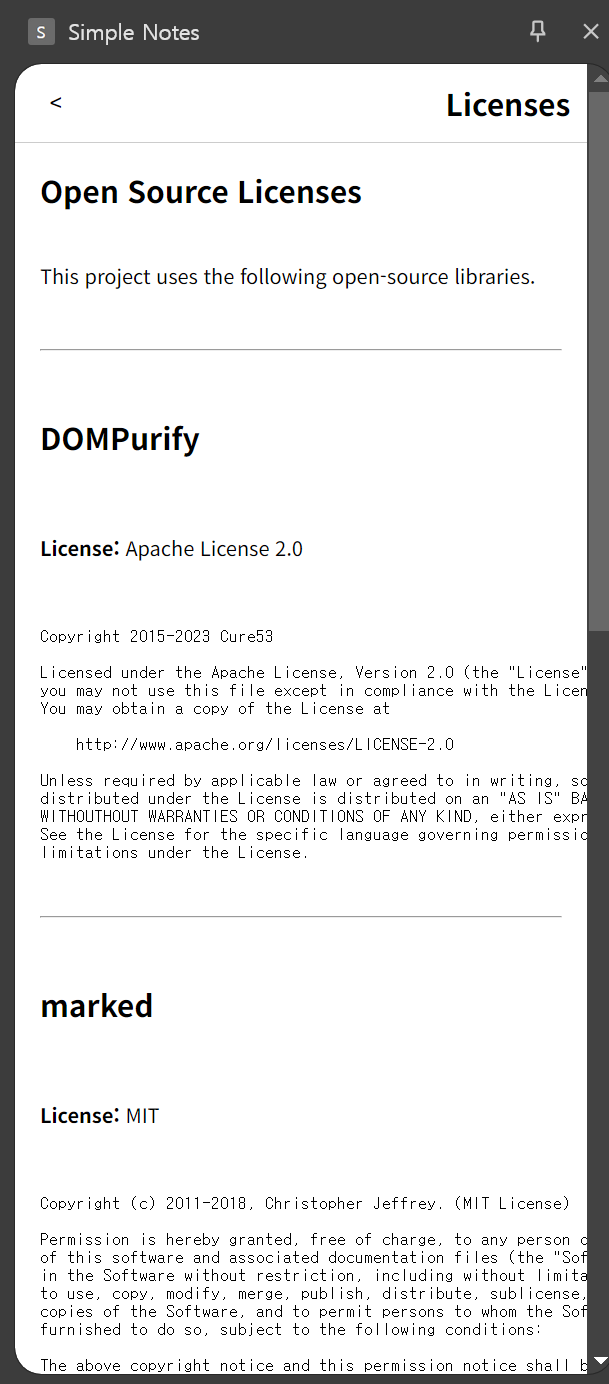 S Simple Notes
< Licenses
Open Source Licenses
This project uses the following open-source libraries.
DOMPurify
License: Apache License 2.0
Copyright 2015-2023 Cure53
Licensed under the Apache License, Version 2.0 (the "License"
you may not use this file except in compliance with the Licen
You may obtain a copy of the License at
http://www.apache.org/licenses/LICENSE-2.0
Unless required by applicable law or agreed to in writing, so
distributed under the License is distributed on an "AS IS" BA
WITHOUTHOUT WARRANTIES OR CONDITIONS OF ANY KIND, either expr
See the License for the specific language governing permissio
limitations under the License.
marked
License: MIT
Copyright (c) 2011-2018, Christopher Jeffrey. (MIT License)
Permission is hereby granted, free of charge, to any person o
of this software and associated documentation files (the "Sof
in the Software without restriction, including without limita
to use, copy, modify, merge, publish, distribute, sublicense,
copies of the Software, and to permit persons to whom the Sof
furnished to do so, subject to the following conditions:
The above copyright notice and this permission notice shall b